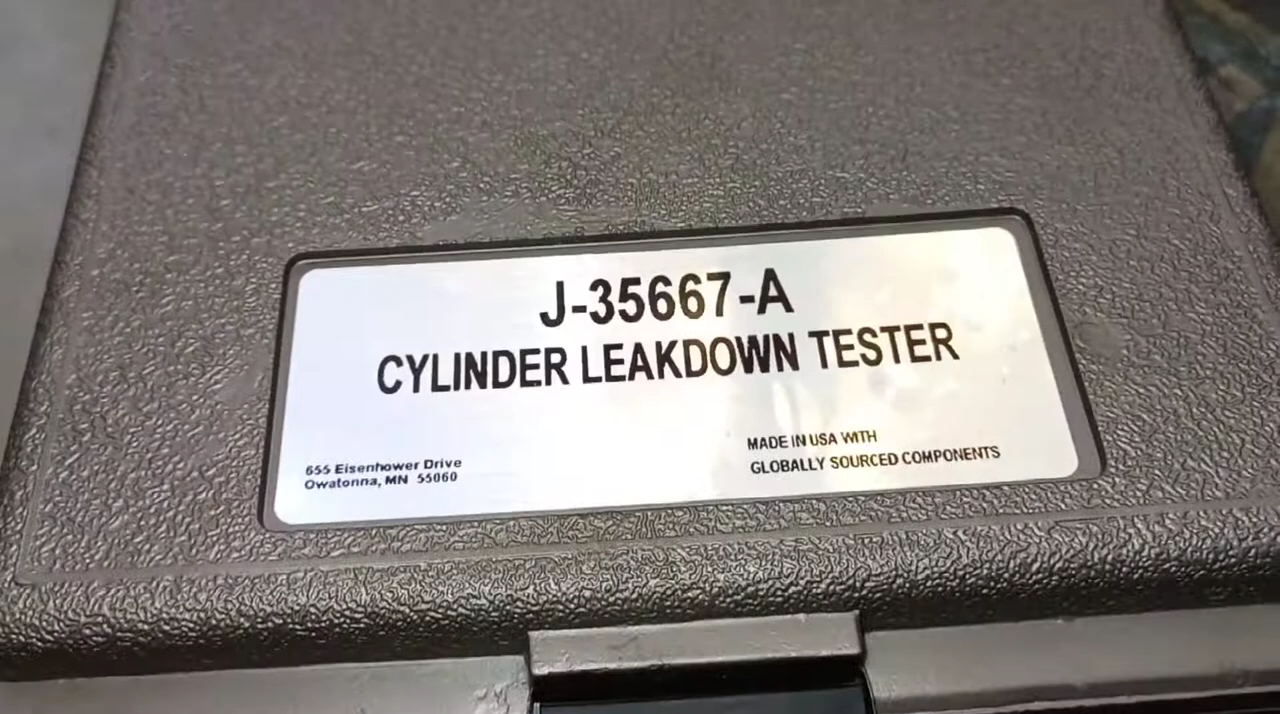 J-35667-A
CYLINDER LEAKDOWN TESTER
655 Eisenhower Drive
Owatonna, MN 55060
MADE IN USA WITH
GLOBALLY SOURCED COMPONENTS